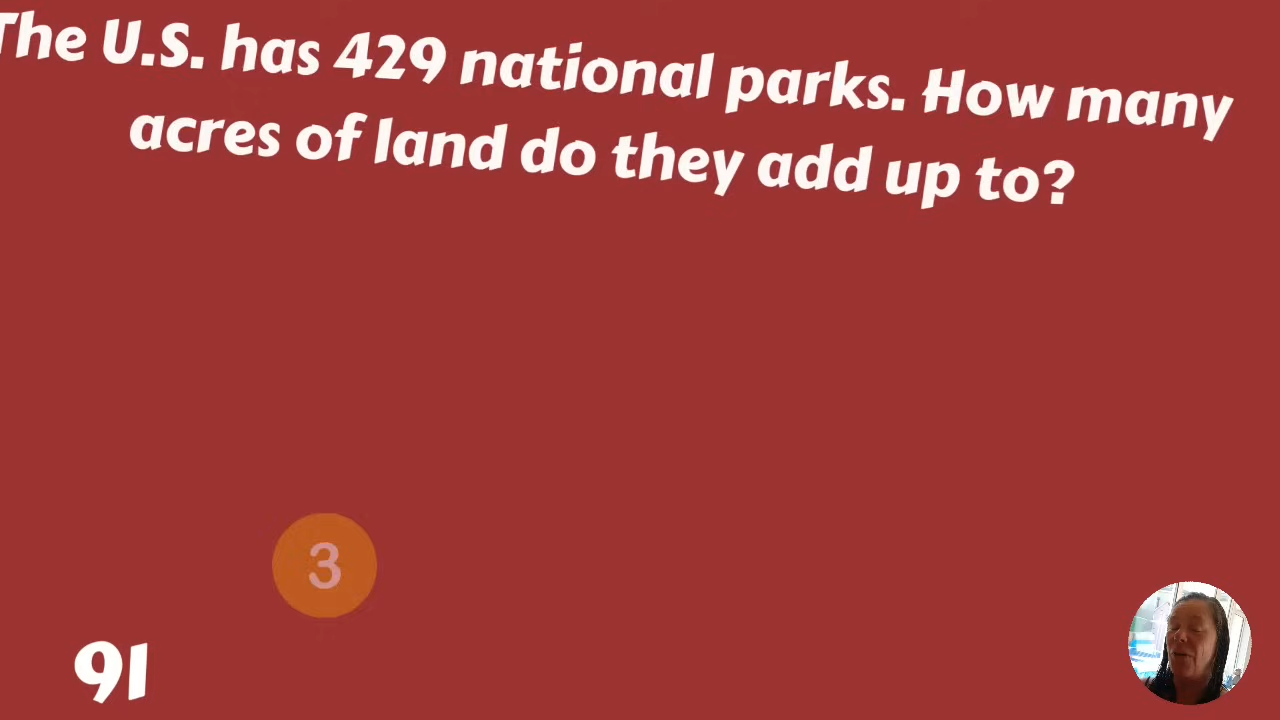 The U.S. has 429 national parks. How many
acres of land do they add up to?
3
91